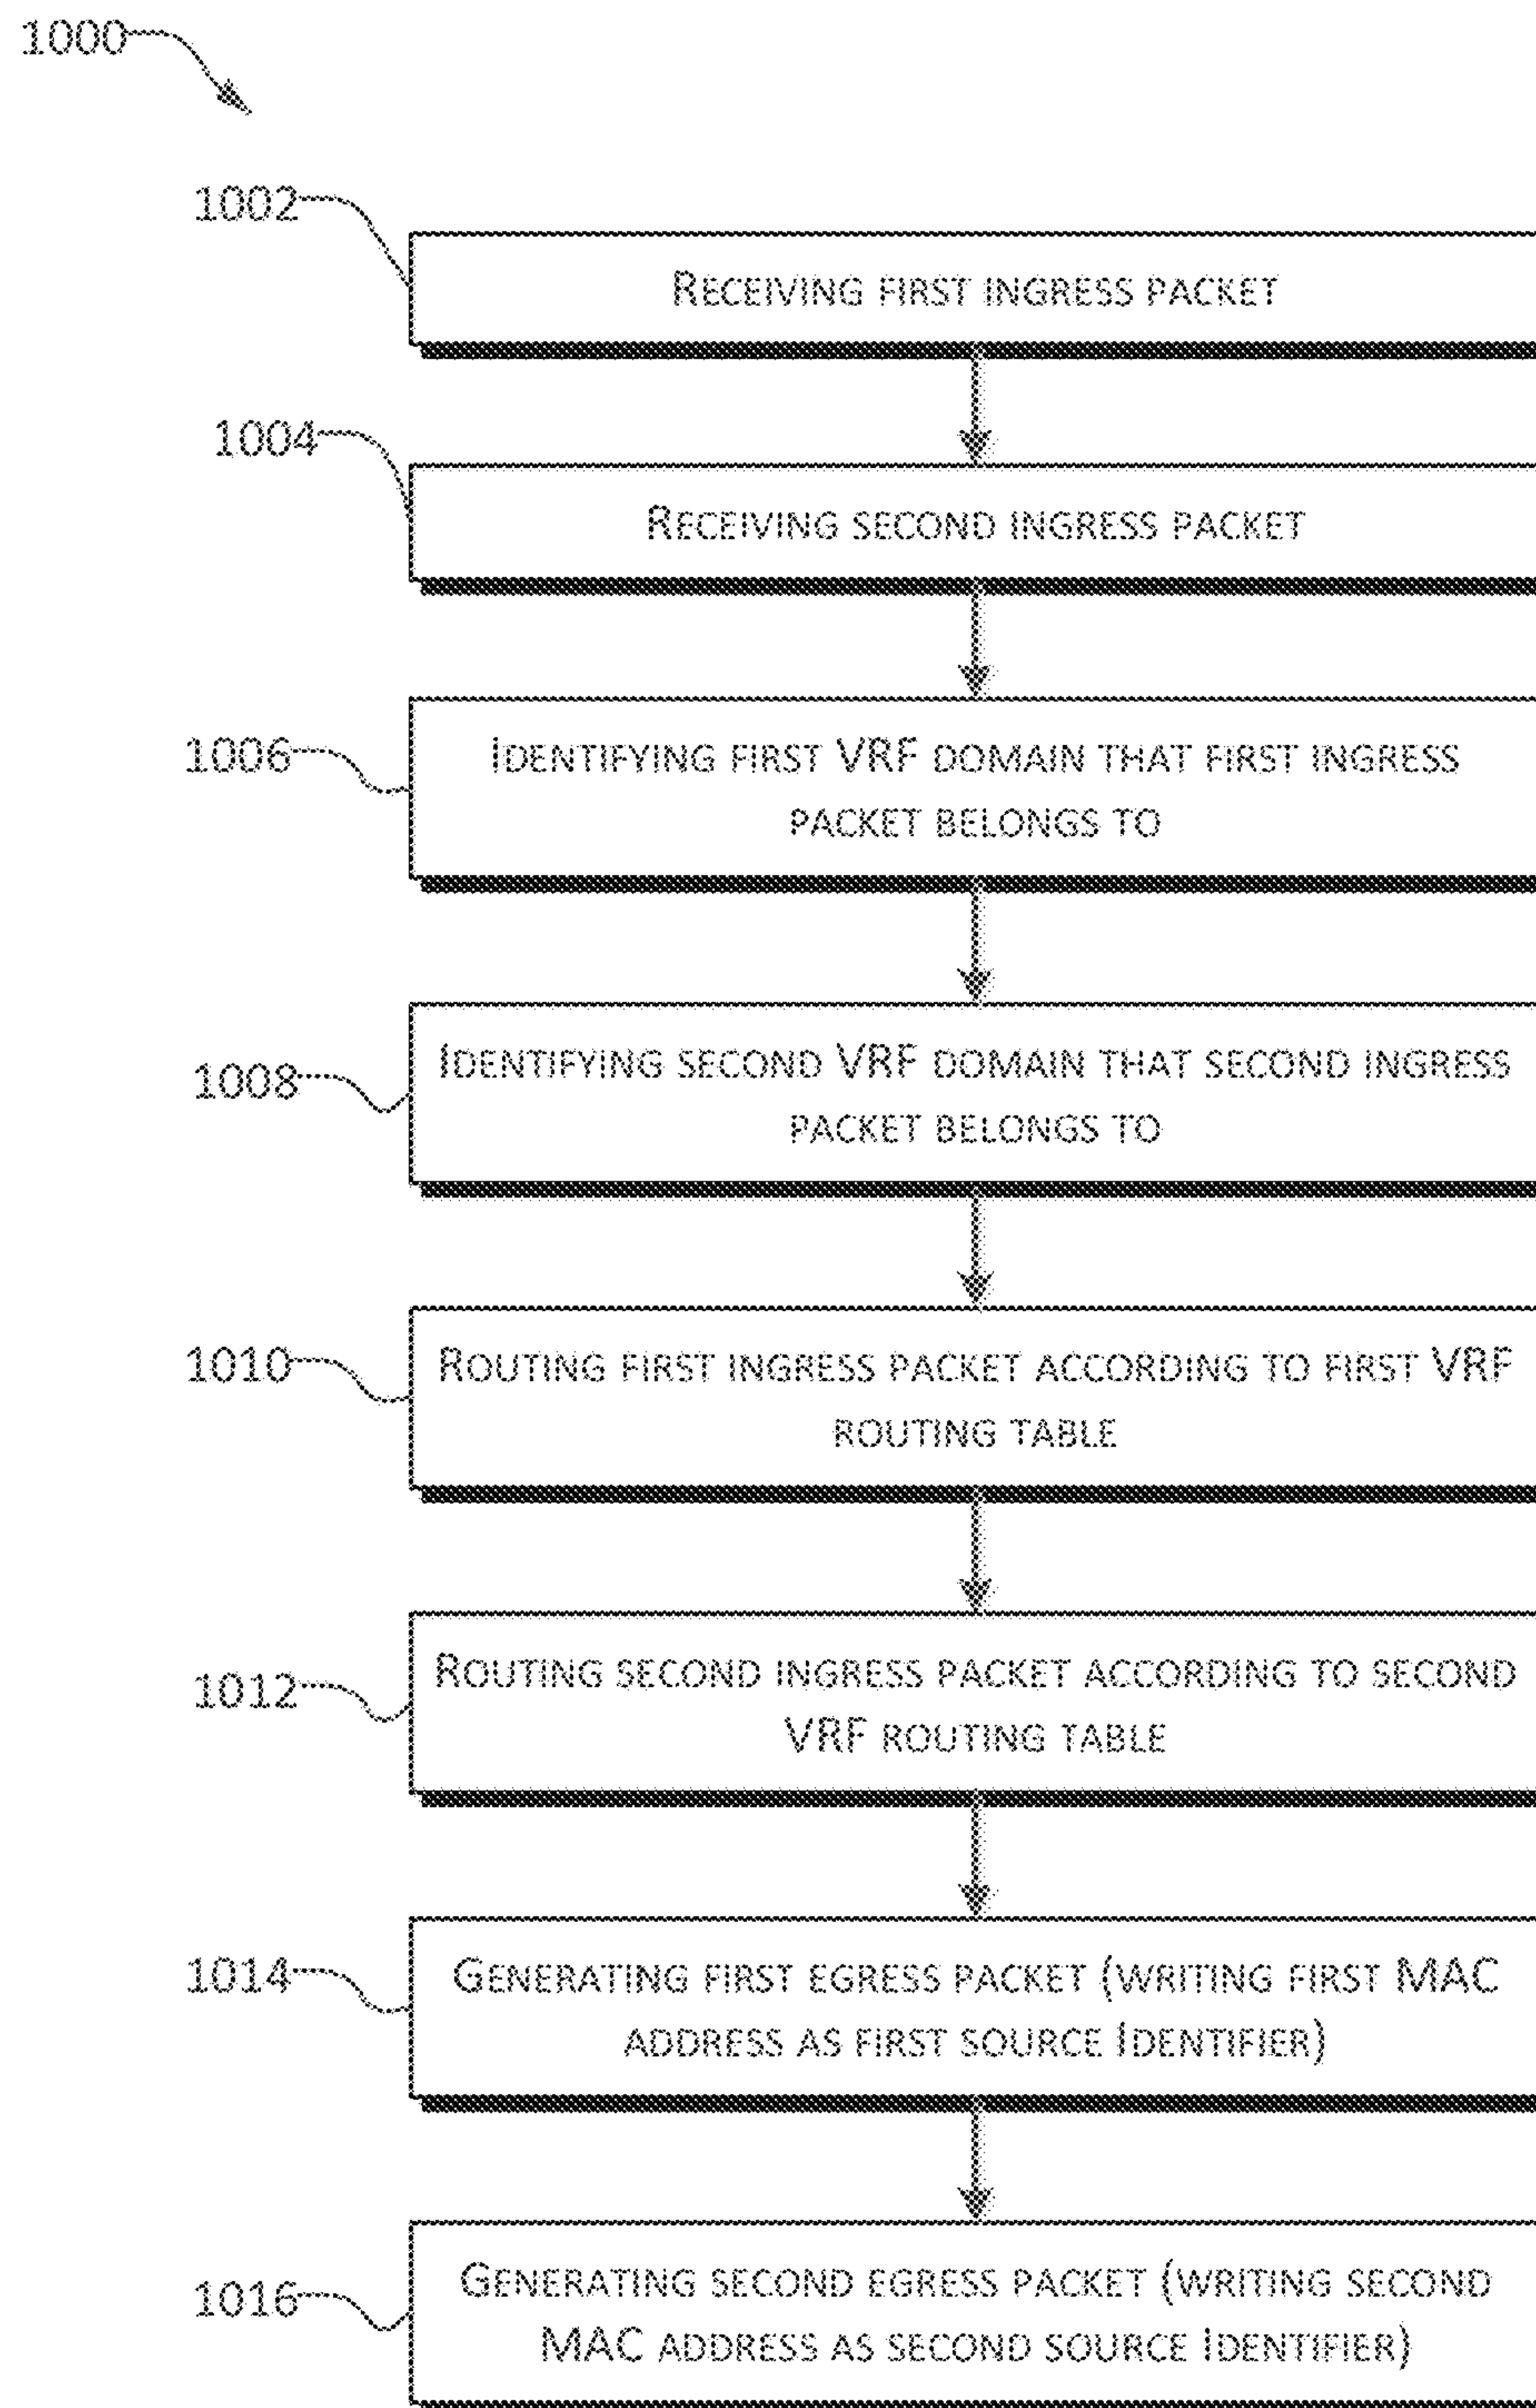 1000
1002
RECEIVING FIRST INGRESS PACKET
1004
RECEIVING SECOND INGRESS PACKET
1006
IDENTIFYING FIRST VRF DOMAIN THAT FIRST INGRESS
PACKET BELONGS TO
1008
IDENTIFYING SECOND VRF DOMAIN THAT SECOND INGRESS
PACKET BELONGS TO
1010
ROUTING FIRST INGRESS PACKET ACCORDING TO FIRST VRF
ROUTING TABLE
1012
ROUTING SECOND INGRESS PACKET ACCORDING TO SECOND
VRF ROUTING TABLE
1014
GENERATING FIRST EGRESS PACKET (WRITING FIRST MAC
ADDRESS AS FIRST SOURCE IDENTIFIER)
1016
GENERATING SECOND EGRESS PACKET (WRITING SECOND
MAC ADDRESS AS SECOND SOURCE IDENTIFIER)